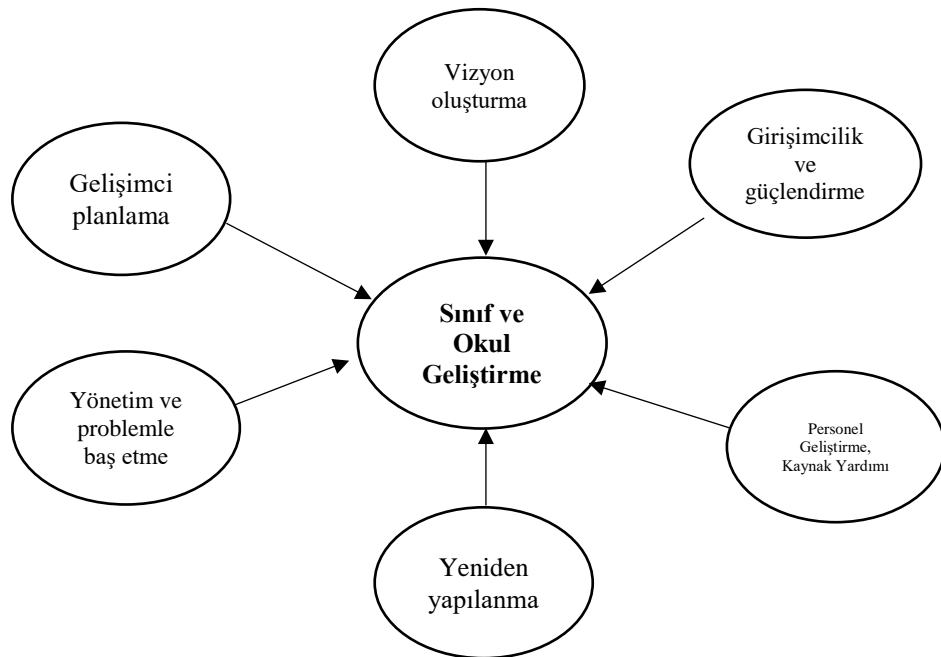 Vizyon
oluşturma
Girişimcilik
ve
güçlendirme
Gelişimci
planlama
Sınıf ve
Okul
Geliştirme
Yönetim ve
problemle
baş etme
Personel
Geliştirme,
Kaynak Yardımı
Yeniden
yapılanma